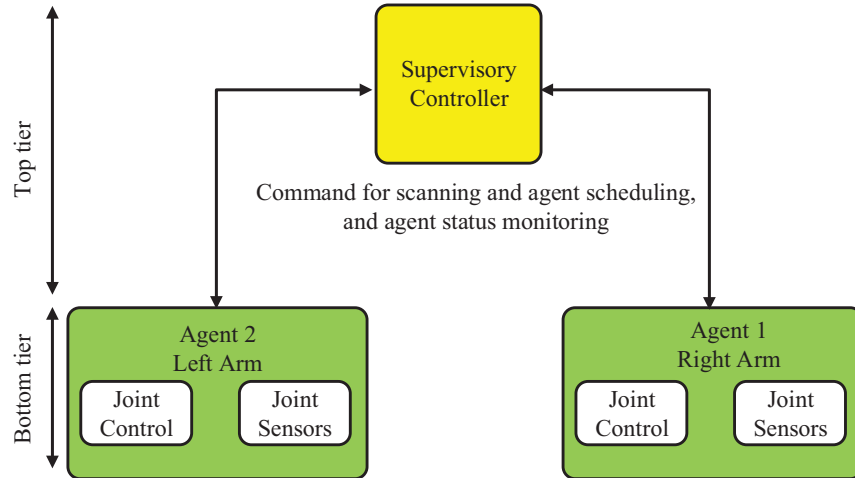 Top tier
Supervisory
Controller
Command for scanning and agent scheduling,
and agent status monitoring
Bottom tier
Agent 2
Left Arm
Joint
Control
Joint
Sensors
Agent 1
Right Arm
Joint
Control
Joint
Sensors